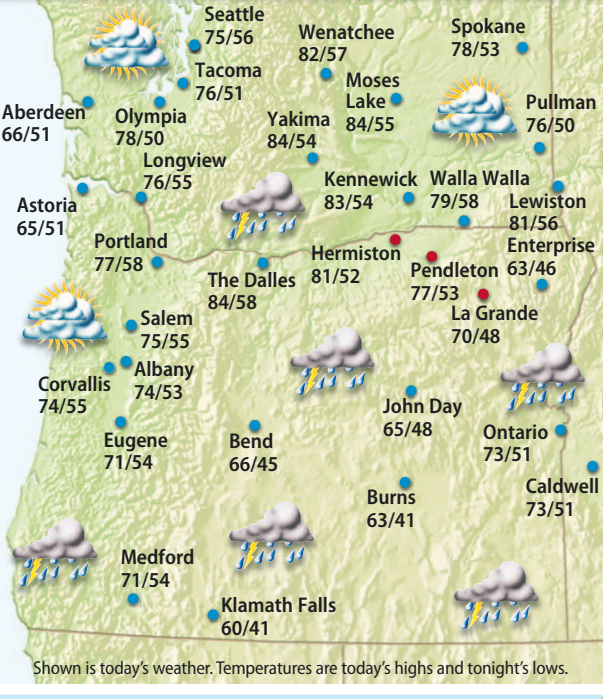 Seattle
75/56
Wenatchee
82/57
Spokane
78/53
Tacoma
76/51
Moses
Lake
84/55
Aberdeen
66/51
Olympia
78/50
Yakima
84/54
Pullman
76/50
Longview
76/55
Kennewick
83/54
Walla Walla
79/58
Lewiston
81/56
Astoria
65/51
Portland
77/58
The Dalles
84/58
Hermiston
81/52
Pendleton
77/53
Enterprise
63/46
La Grande
70/48
Salem
75/55
Albany
74/53
Corvallis
74/55
John Day
65/48
Eugene
71/54
Bend
66/45
Ontario
73/51
Burns
63/41
Caldwell
73/51
Medford
71/54
Klamath Falls
60/41
Shown is today's weather. Temperatures are today's highs and tonight's lows.